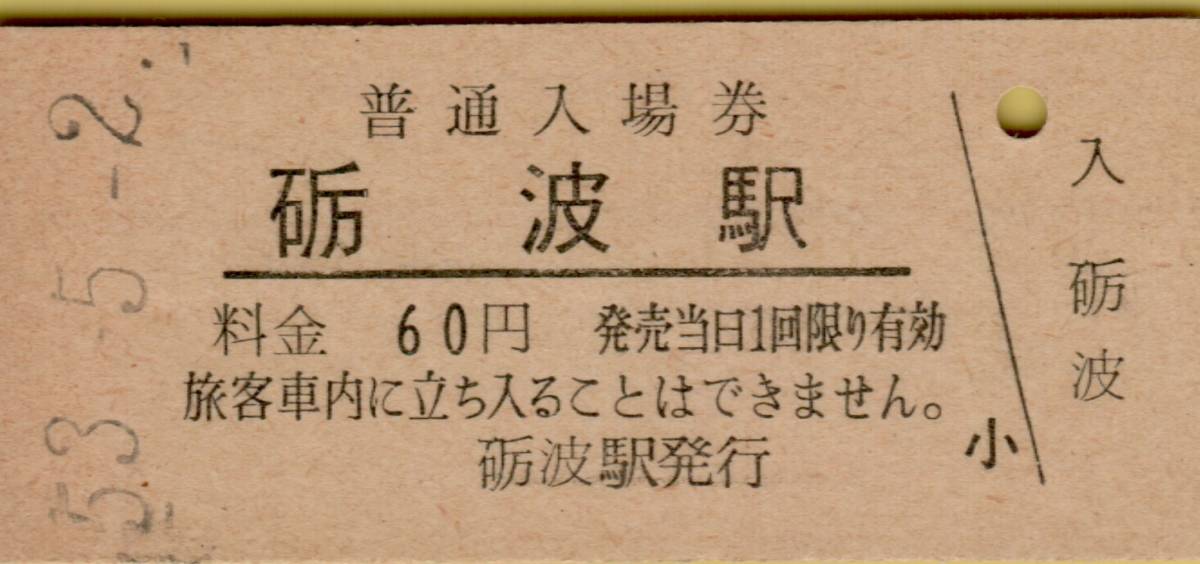 普通入場券
砺波駅
料金 60円 発売当日1回限り有効
旅客車内に立ち入ることはできません。
砺波駅発行
小
入
砺
波
53.-5.-2.